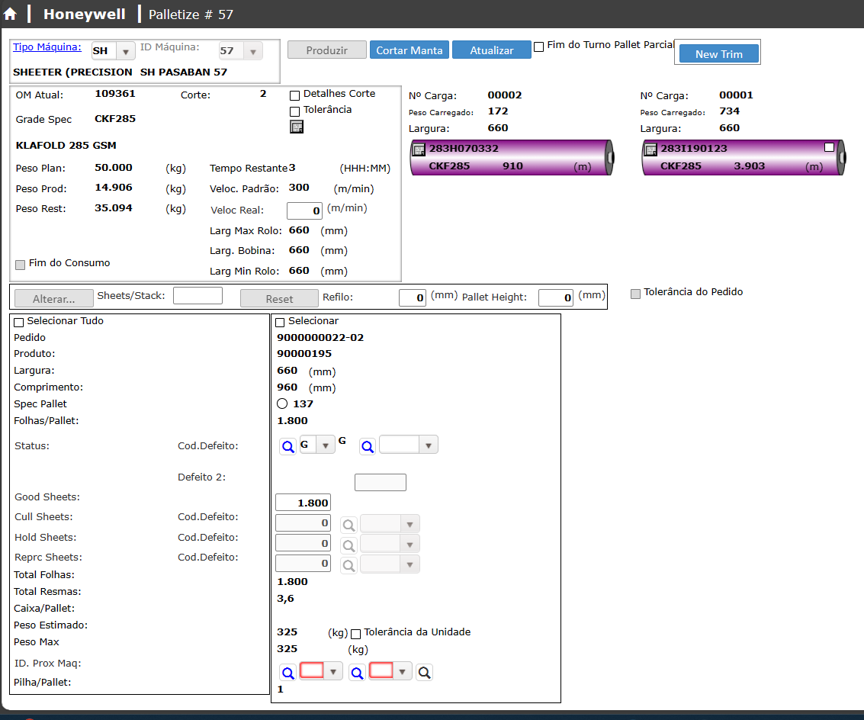 Honeywell Palletize # 57
Tipo Máquina: SH ID Máquina: 57 Produzir Cortar Manta Atualizar Fim do Turno Pallet Parcial New Trim
SHEETER (PRECISION SH PASABAN 57
OM Atual: 109361 Corte: 2 Detalhes Corte
Tolerância
Grade Spec CKF285
KLAFOLD 285 GSM
Peso Plan: 50.000 (kg) Tempo Restante 3 (HHH:MM)
Peso Prod: 14.906 (kg) Veloc. Padrão: 300 (m/min)
Peso Rest: 35.094 (kg) Veloc Real: 0 (m/min)
Larg Max Rolo: 660 (mm)
Larg. Bobina: 660 (mm)
Fim do Consumo
Larg Min Rolo: 660 (mm)
Nº Carga: 00002
Peso Carregado: 172
Largura: 660
283H070332
CKF285 910 (m)
Nº Carga: 00001
Peso Carregado: 734
Largura: 660
283I190123
CKF285 3.903 (m)
Alterar... Sheets/Stack: Reset Refilo: 0 (mm) Pallet Height: 0 (mm) Tolerância do Pedido
Selecionar Tudo Selecionar
Pedido 9000000022-02
Produto: 90000195
Largura: 660 (mm)
Comprimento: 960 (mm)
Spec Pallet 137
Folhas/Pallet: 1.800
Status: Cod.Defeito: G G
Defeito 2:
Good Sheets: 1.800
Cull Sheets: Cod.Defeito: 0
Hold Sheets: Cod.Defeito: 0
Reprc Sheets: Cod.Defeito: 0
Total Folhas: 1.800
Total Resmas: 3,6
Caixa/Pallet:
Peso Estimado: 325 (kg) Tolerância da Unidade
Peso Max 325 (kg)
ID. Prox Maq:
Pilha/Pallet: 1